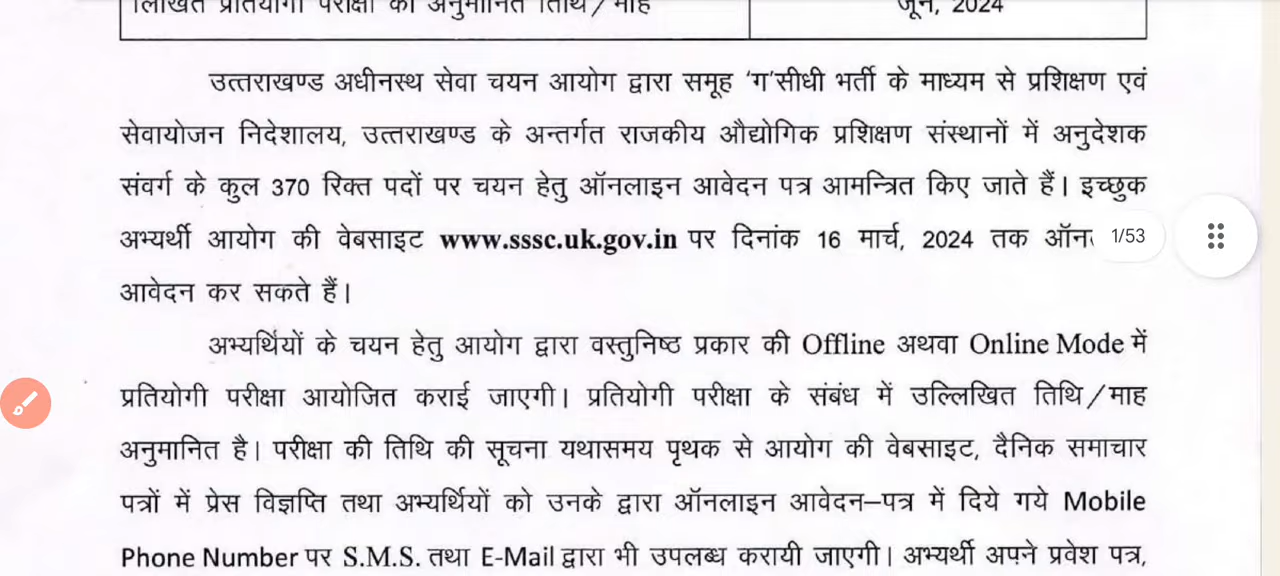 लिखित प्रतियोगी परीक्षा की अनुमानित तिथि/माह
जून, 2024
उत्तराखण्ड अधीनस्थ सेवा चयन आयोग द्वारा समूह ‘ग’सीधी भर्ती के माध्यम से प्रशिक्षण एवं
सेवायोजन निदेशालय, उत्तराखण्ड के अन्तर्गत राजकीय औद्योगिक प्रशिक्षण संस्थानों में अनुदेशक
संवर्ग के कुल 370 रिक्त पदों पर चयन हेतु ऑनलाइन आवेदन पत्र आमन्त्रित किए जाते हैं। इच्छुक
अभ्यर्थी आयोग की वेबसाइट www.sssc.uk.gov.in पर दिनांक 16 मार्च, 2024 तक
1/53
आवेदन कर सकते हैं।
अभ्यर्थियों के चयन हेतु आयोग द्वारा वस्तुनिष्ठ प्रकार की Offline अथवा Online Mode में
प्रतियोगी परीक्षा आयोजित कराई जाएगी। प्रतियोगी परीक्षा के संबंध में उल्लिखित तिथि/माह
अनुमानित है। परीक्षा की तिथि की सूचना यथासमय पृथक से आयोग की वेबसाइट, दैनिक समाचार
पत्रों में प्रेस विज्ञप्ति तथा अभ्यर्थियों को उनके द्वारा ऑनलाइन आवेदन–पत्र में दिये गये Mobile
Phone Number पर S.M.S. तथा E-Mail द्वारा भी उपलब्ध करायी जाएगी। अभ्यर्थी अपने प्रवेश पत्र,